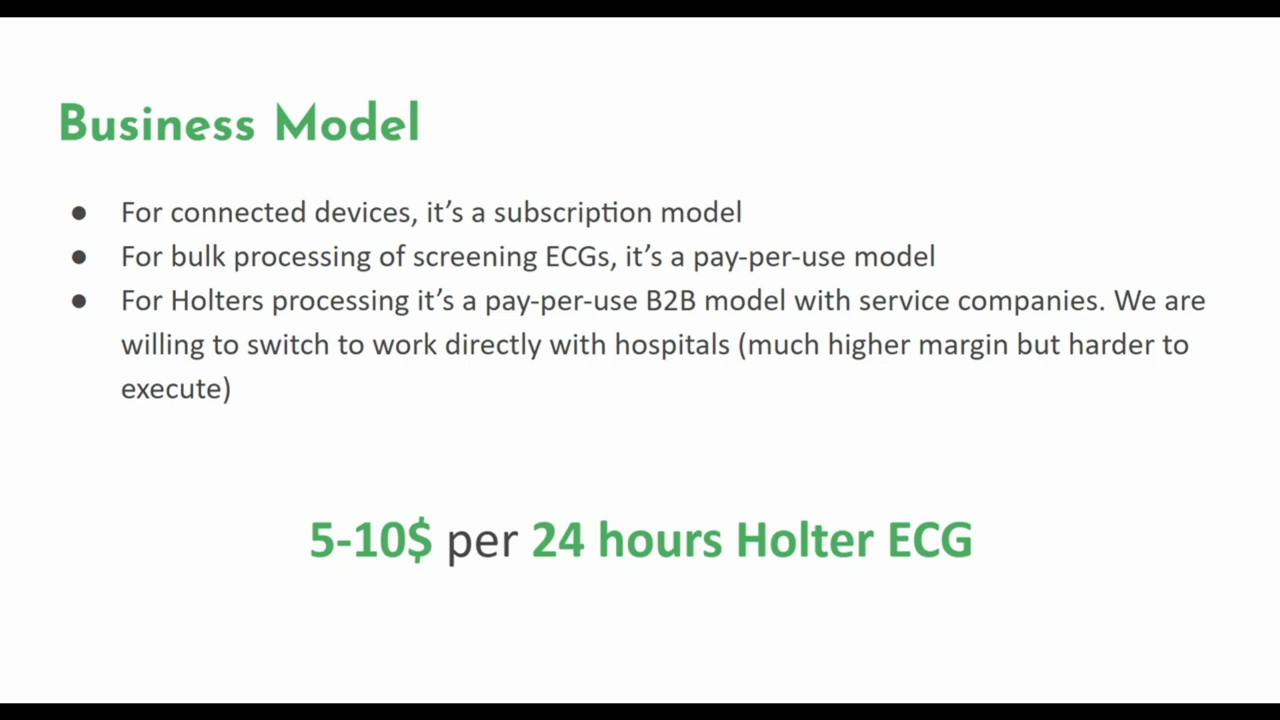 Business Model
● For connected devices, it’s a subscription model
● For bulk processing of screening ECGs, it’s a pay-per-use model
● For Holters processing it’s a pay-per-use B2B model with service companies. We are
willing to switch to work directly with hospitals (much higher margin but harder to
execute)
5-10$ per 24 hours Holter ECG